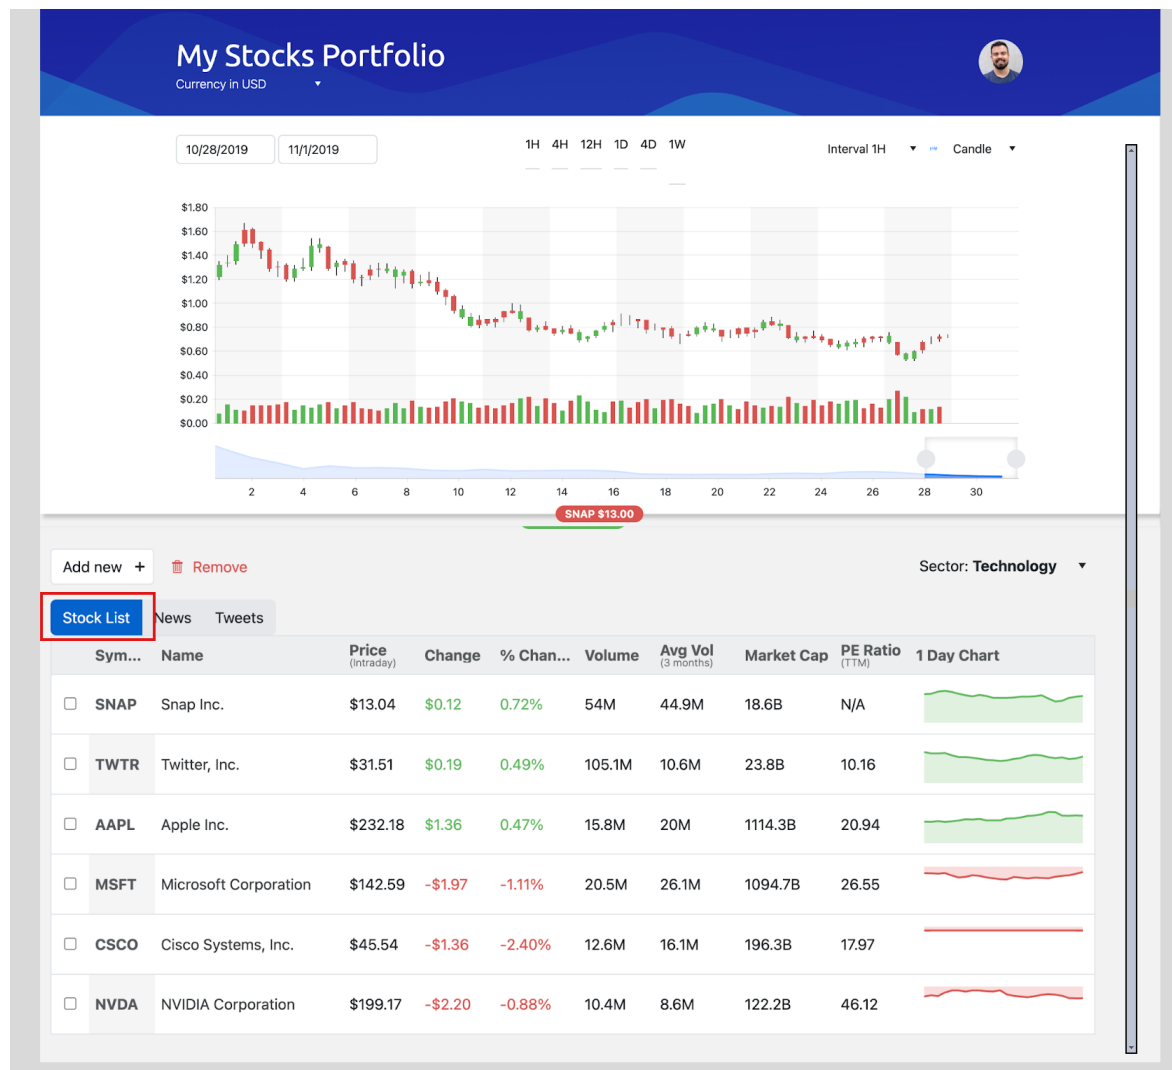 My Stocks Portfolio
Currency in USD
10/28/2019 11/1/2019 1H 4H 12H 1D 4D 1W Interval 1H Candle
$1.80
$1.60
$1.40
$1.20
$1.00
$0.80
$0.60
$0.40
$0.20
$0.00
2 4 6 8 10 12 14 16 18 20 22 24 26 28 30
SNAP $13.00
Add new + Remove Sector: Technology
Stock List News Tweets
Sym... Name Price (Intraday) Change % Chan... Volume Avg Vol (3 months) Market Cap PE Ratio (TTM) 1 Day Chart
SNAP Snap Inc. $13.04 $0.12 0.72% 54M 44.9M 18.6B N/A
TWTR Twitter, Inc. $31.51 $0.19 0.49% 105.1M 10.6M 23.8B 10.16
AAPL Apple Inc. $232.18 $1.36 0.47% 15.8M 20M 1114.3B 20.94
MSFT Microsoft Corporation $142.59 -$1.97 -1.11% 20.5M 26.1M 1094.7B 26.55
CSCO Cisco Systems, Inc. $45.54 -$1.36 -2.40% 12.6M 16.1M 196.3B 17.97
NVDA NVIDIA Corporation $199.17 -$2.20 -0.88% 10.4M 8.6M 122.2B 46.12